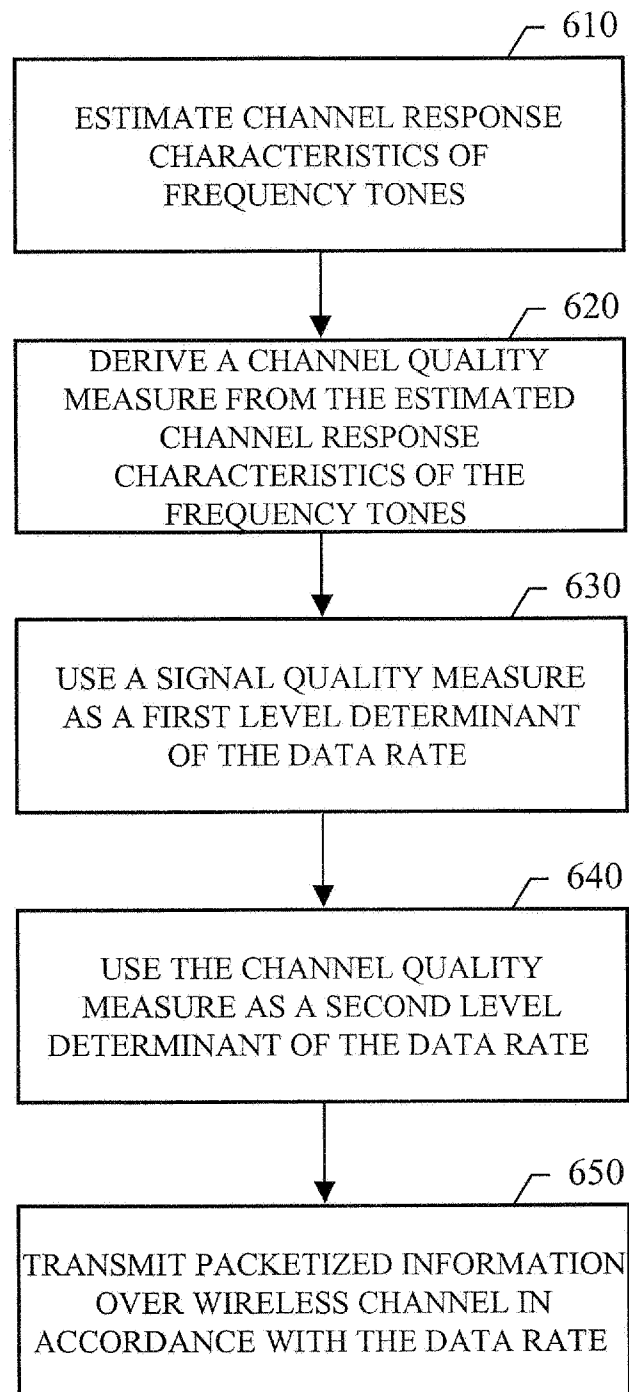 610
ESTIMATE CHANNEL RESPONSE
CHARACTERISTICS OF
FREQUENCY TONES
620
DERIVE A CHANNEL QUALITY
MEASURE FROM THE ESTIMATED
CHANNEL RESPONSE
CHARACTERISTICS OF THE
FREQUENCY TONES
630
USE A SIGNAL QUALITY MEASURE
AS A FIRST LEVEL DETERMINANT
OF THE DATA RATE
640
USE THE CHANNEL QUALITY
MEASURE AS A SECOND LEVEL
DETERMINANT OF THE DATA RATE
650
TRANSMIT PACKETIZED INFORMATION
OVER WIRELESS CHANNEL IN
ACCORDANCE WITH THE DATA RATE